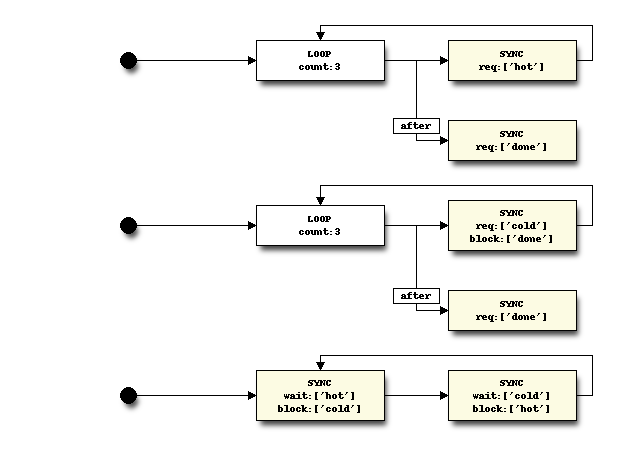 LOOP
count:3
SYNC
req:['hot']
after
SYNC
req:['done']
LOOP
count:3
SYNC
req:['cold']
block:['done']
after
SYNC
req:['done']
SYNC
wait:['hot']
block:['cold']
SYNC
wait:['cold']
block:['hot']